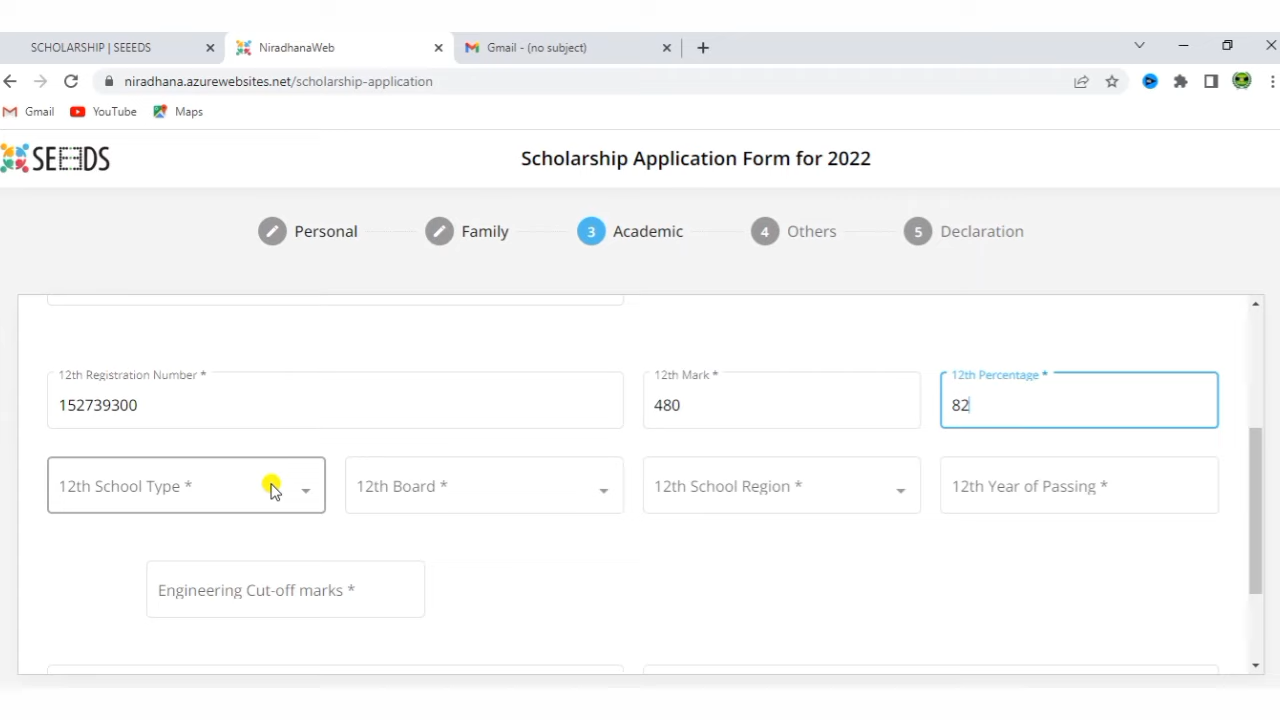 SCHOLARSHIP | SEEEDS
NiradhanaWeb
Gmail - (no subject)
niradhana.azurewebsites.net/scholarship-application
Gmail
YouTube
Maps
SEEEDS
Scholarship Application Form for 2022
Personal
Family
3 Academic
4 Others
5 Declaration
12th Registration Number *
12th Mark *
12th Percentage *
152739300
480
82
12th School Type *
12th Board *
12th School Region *
12th Year of Passing *
Engineering Cut-off marks *